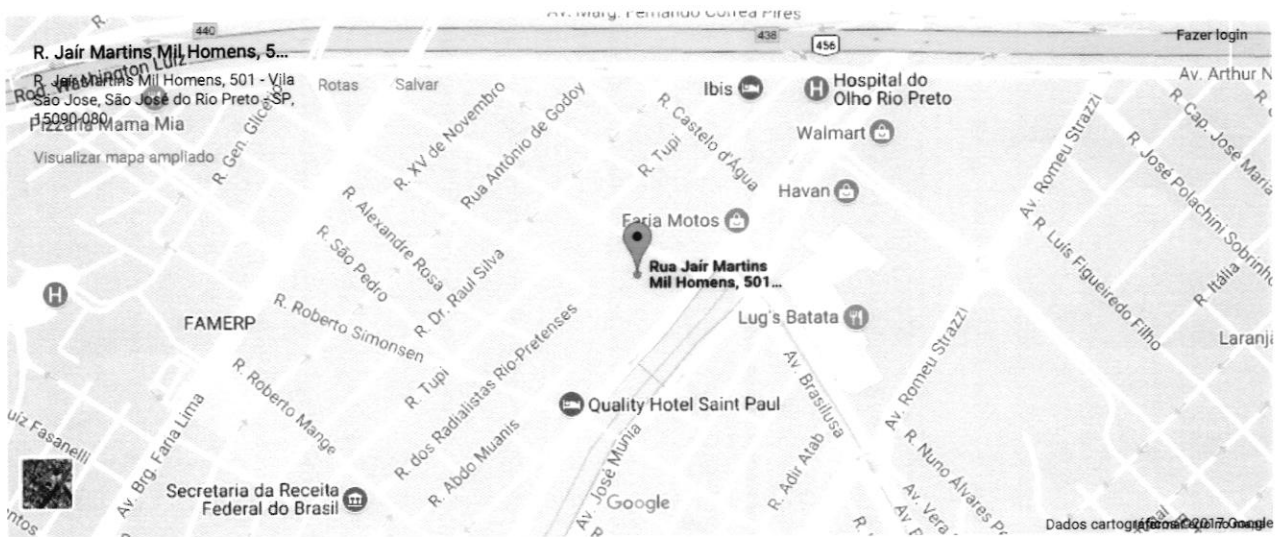 Av. Marg. Fernando Corrêa Pires
440
438
456
Fazer login
R. Jaír Martins Mil Homens, 5...
Rod. Washington Luiz
R. Jaír Martins Mil Homens, 501 - Vila
São Jose, São José do Rio Preto - SP,
15090-080
Pizzaria Mama Mia
Visualizar mapa ampliado
Rotas
Salvar
R.
R. Gen. Glicério
R. XV de Novembro
Rua Antônio de Godoy
R. Tupi
R. Castelo d'Água
Ibis
H
Hospital do
Olho Rio Preto
Walmart
Havan
Av. Arthur N
R. Cap. José Maria
R. José Polachini Sobrinho
Av. Romeu Strazzi
R. Luís Figueiredo Filho
R. Itália
Laranja
R. Alexandre Rosa
R. São Pedro
R. Dr. Raul Silva
Faria Motos
Rua Jaír Martins
Mil Homens, 501...
Lug's Batata
H
FAMERP
R. Roberto Simonsen
R. Roberto Mange
R. Tupi
R. dos Radialistas Rio-Pretenses
R. Abdo Muanis
Quality Hotel Saint Paul
Av. Brasilusa
Av. Romeu Strazzi
R. Adir Atab
R. Nuno Álvares Pe
Av. Vera
Av. José Munia
uiz Fasanelli
Av. Brg. Faria Lima
Secretaria da Receita
Federal do Brasil
ntos
Google
R.
R.
Dados cartográficos ©2017 Google